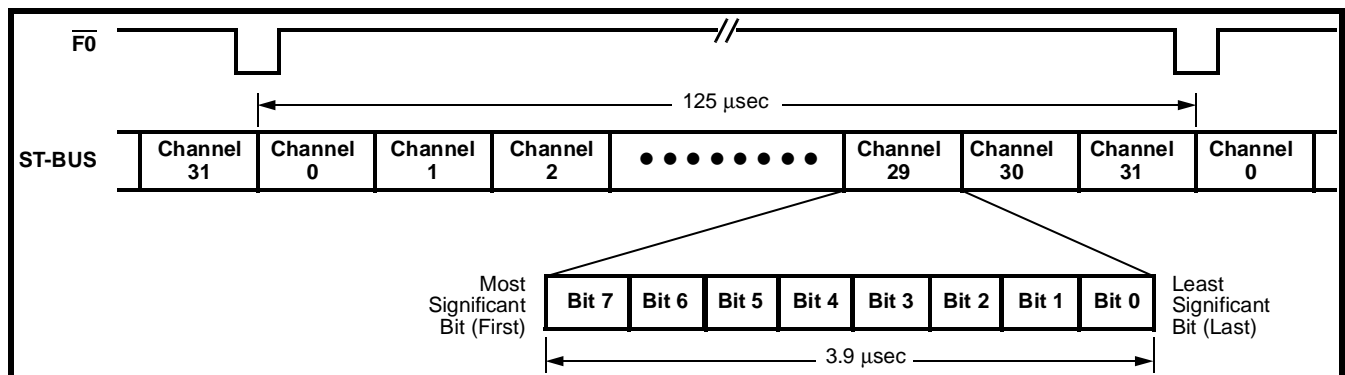 F0
125 μsec
ST-BUS
Channel 31
Channel 0
Channel 1
Channel 2
Channel 29
Channel 30
Channel 31
Channel 0
Most
Significant
Bit (First)
Bit 7
Bit 6
Bit 5
Bit 4
Bit 3
Bit 2
Bit 1
Bit 0
Least
Significant
Bit (Last)
3.9 μsec